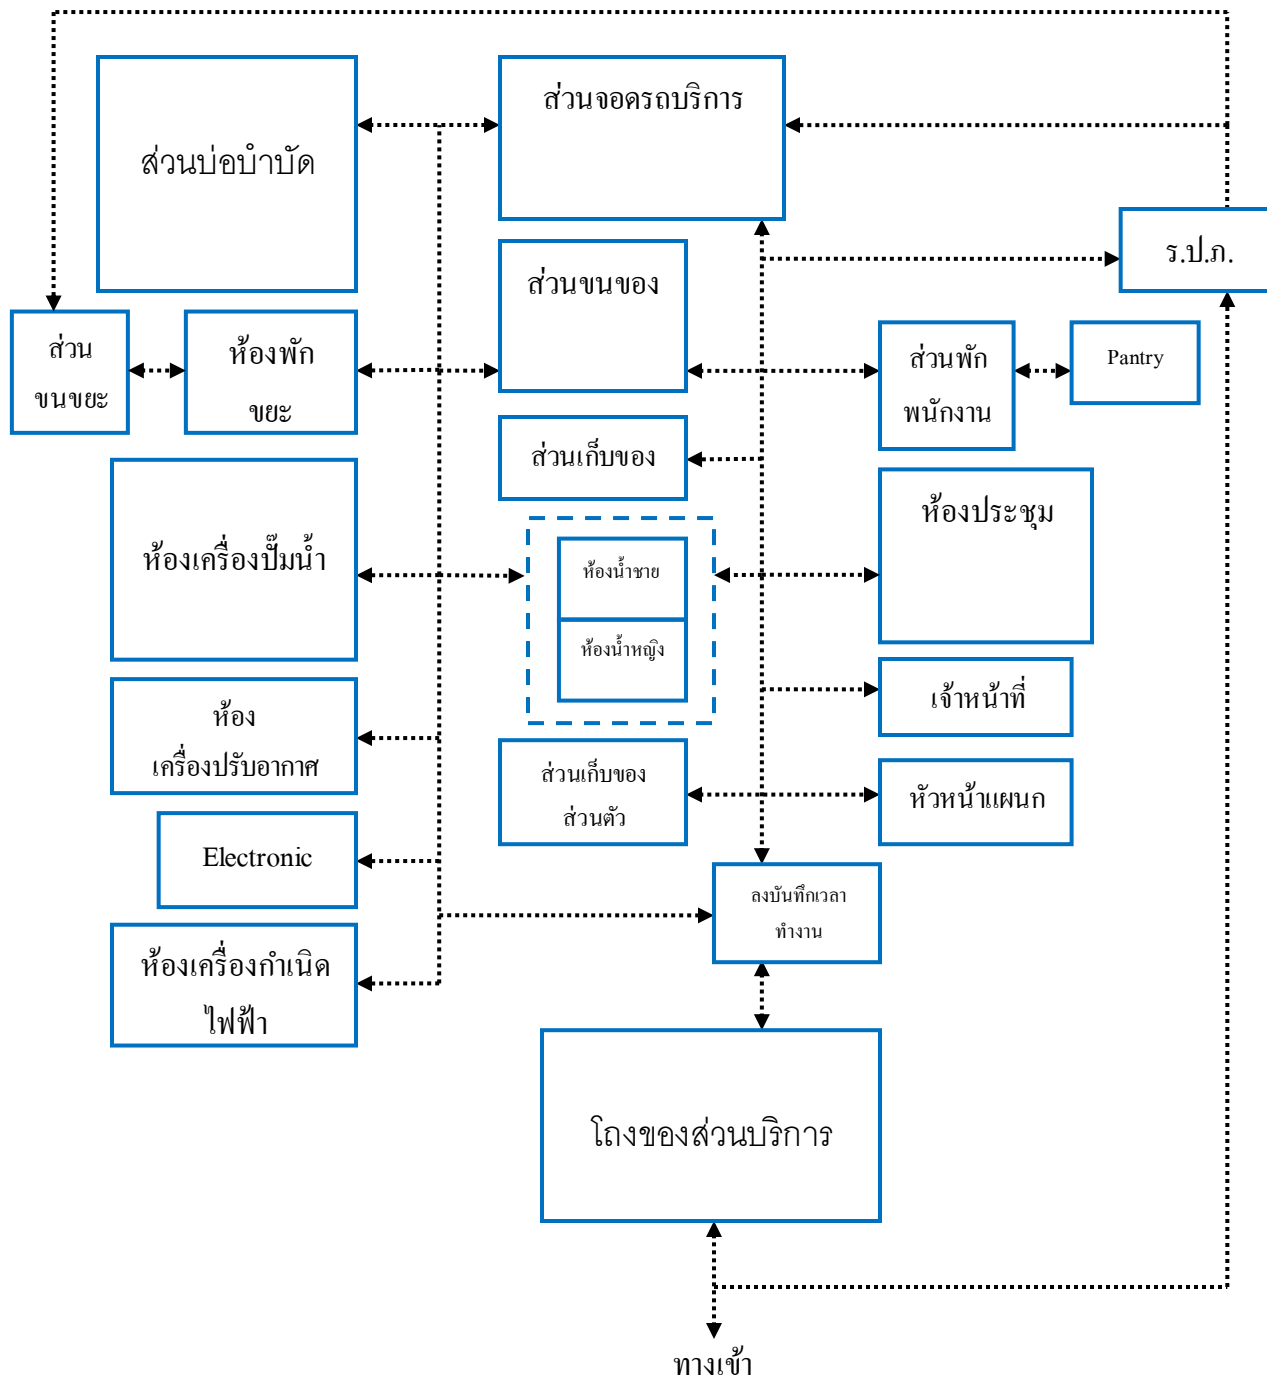 ส่วนจอดรถบริการ
ส่วนบ่อบำบัด
ร.ป.ภ.
ส่วนขนของ
ส่วน
ขนขยะ
ห้องพัก
ขยะ
ส่วนพัก
พนักงาน
Pantry
ส่วนเก็บของ
ห้องประชุม
ห้องเครื่องปั๊มน้ำ
ห้องน้ำชาย
ห้องน้ำหญิง
เจ้าหน้าที่
ห้อง
เครื่องปรับอากาศ
ส่วนเก็บของ
ส่วนตัว
หัวหน้าแผนก
Electronic
ลงบันทึกเวลา
ทำงาน
ห้องเครื่องกำเนิด
ไฟฟ้า
โถงของส่วนบริการ
ทางเข้า